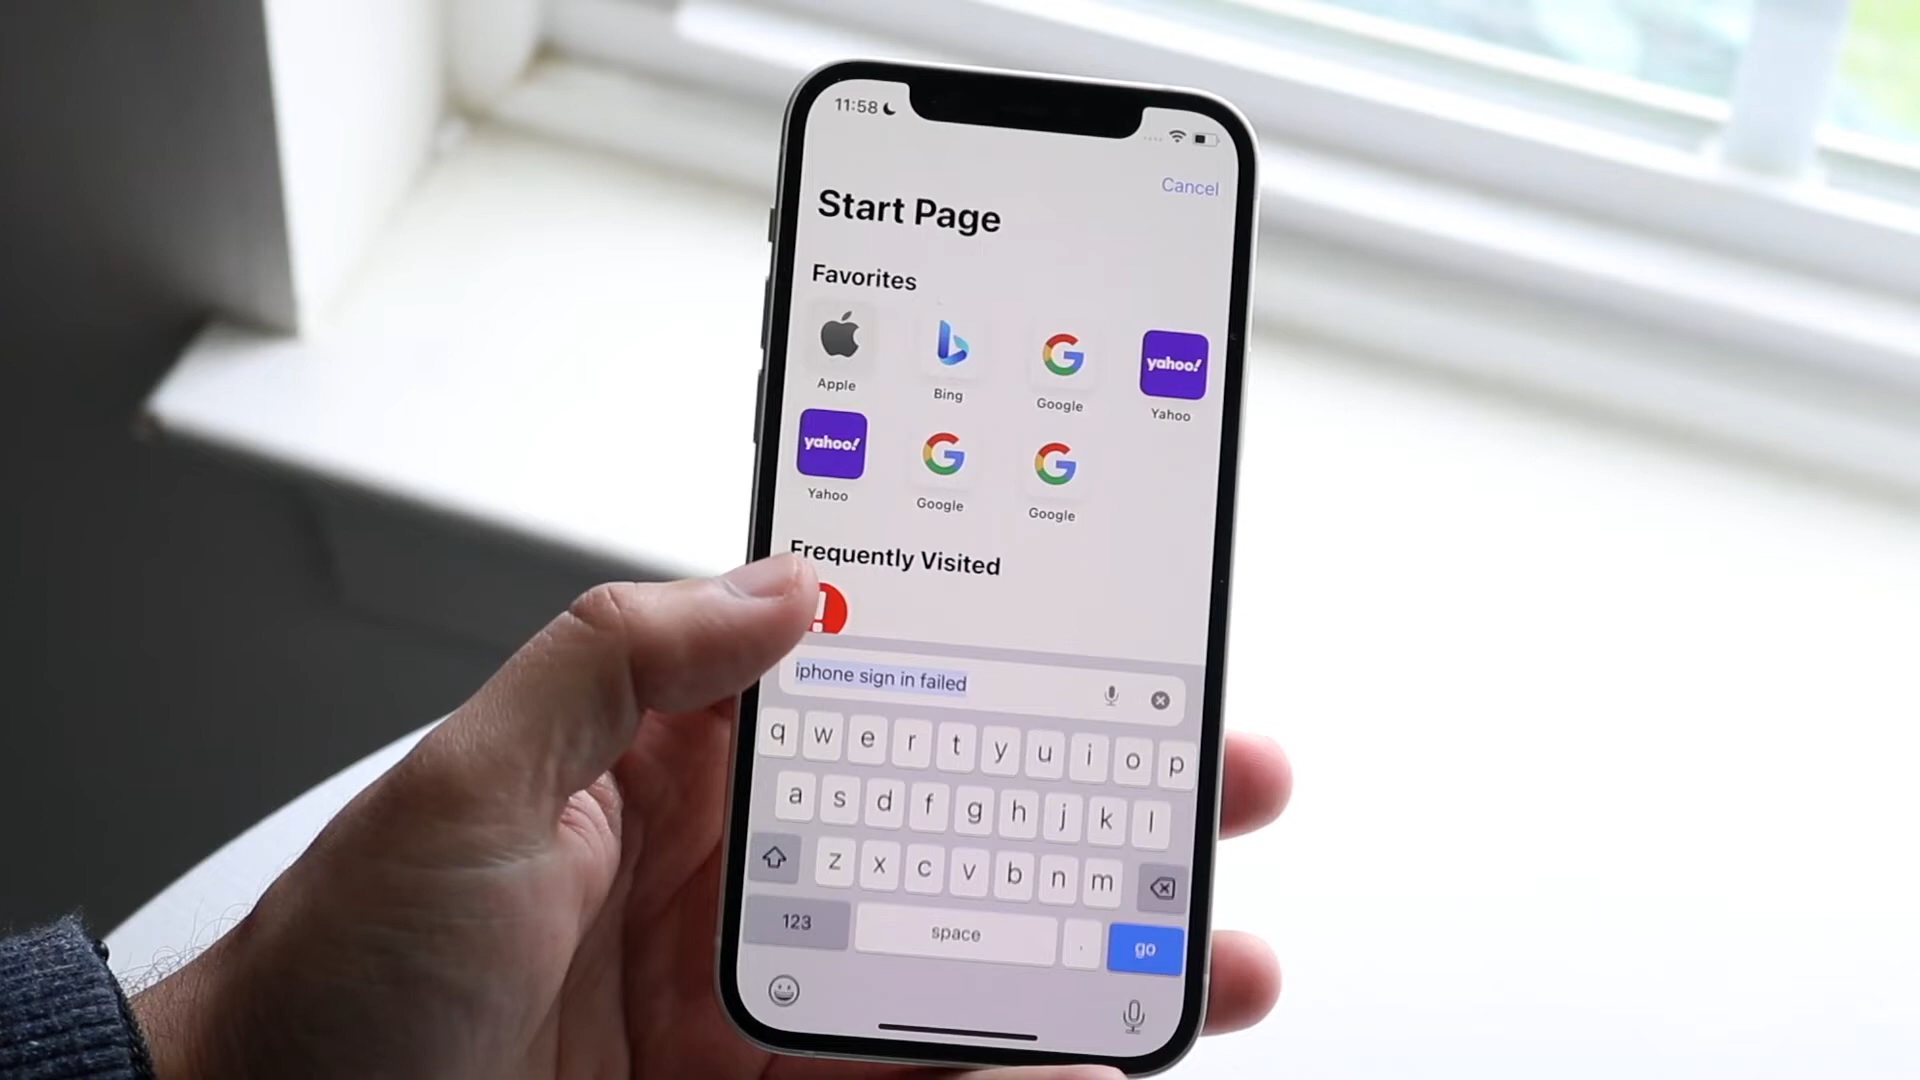 11:58
Cancel
Start Page
Favorites
yahoo!
Apple
Bing
Google
Yahoo
yahoo!
Yahoo
Google
Google
Frequently Visited
iphone sign in failed
q w e r t y u i o p
a s d f g h j k l
z x c v b n m
123 space . go